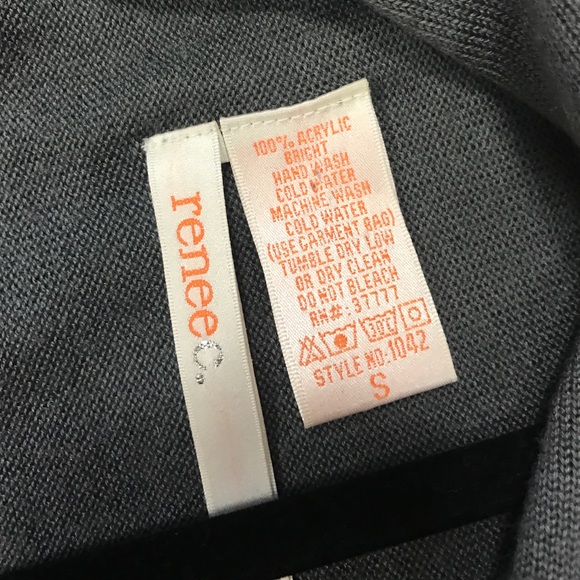 renee c.
100% ACRYLIC
BRIGHT
HAND WASH
COLD WATER
MACHINE WASH
COLD WATER
(USE GARMENT BAG)
TUMBLE DRY LOW
OR DRY CLEAN
DO NOT BLEACH
RN#: 37777
STYLE NO: 1042
S